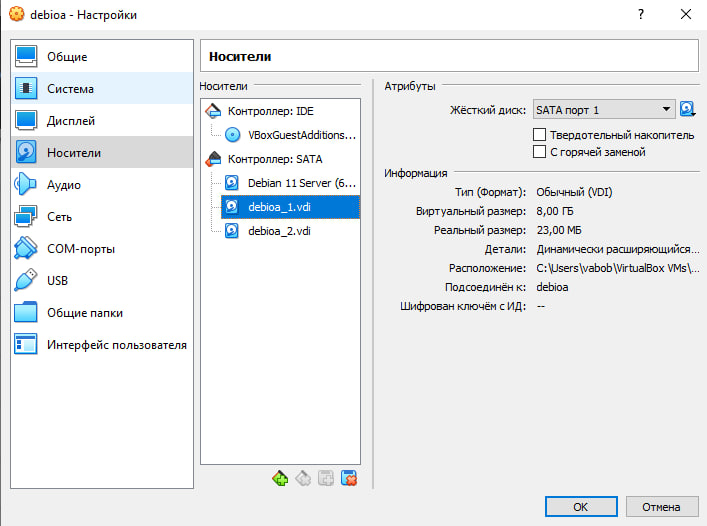 debioa - Настройки
Общие
Система
Дисплей
Носители
Аудио
Сеть
COM-порты
USB
Общие папки
Интерфейс пользователя
Носители
Носители
Контроллер: IDE
VBoxGuestAdditions...
Контроллер: SATA
Debian 11 Server (6...
debioa_1.vdi
debioa_2.vdi
Атрибуты
Жёсткий диск: SATA порт 1
Твердотельный накопитель
С горячей заменой
Информация
Тип (Формат): Обычный (VDI)
Виртуальный размер: 8,00 ГБ
Реальный размер: 23,00 МБ
Детали: Динамически расширяющийся...
Расположение: C:\Users\vabob\VirtualBox VMs\...
Подсоединён к: debioa
Шифрован ключём с ИД: --
OK
Отмена